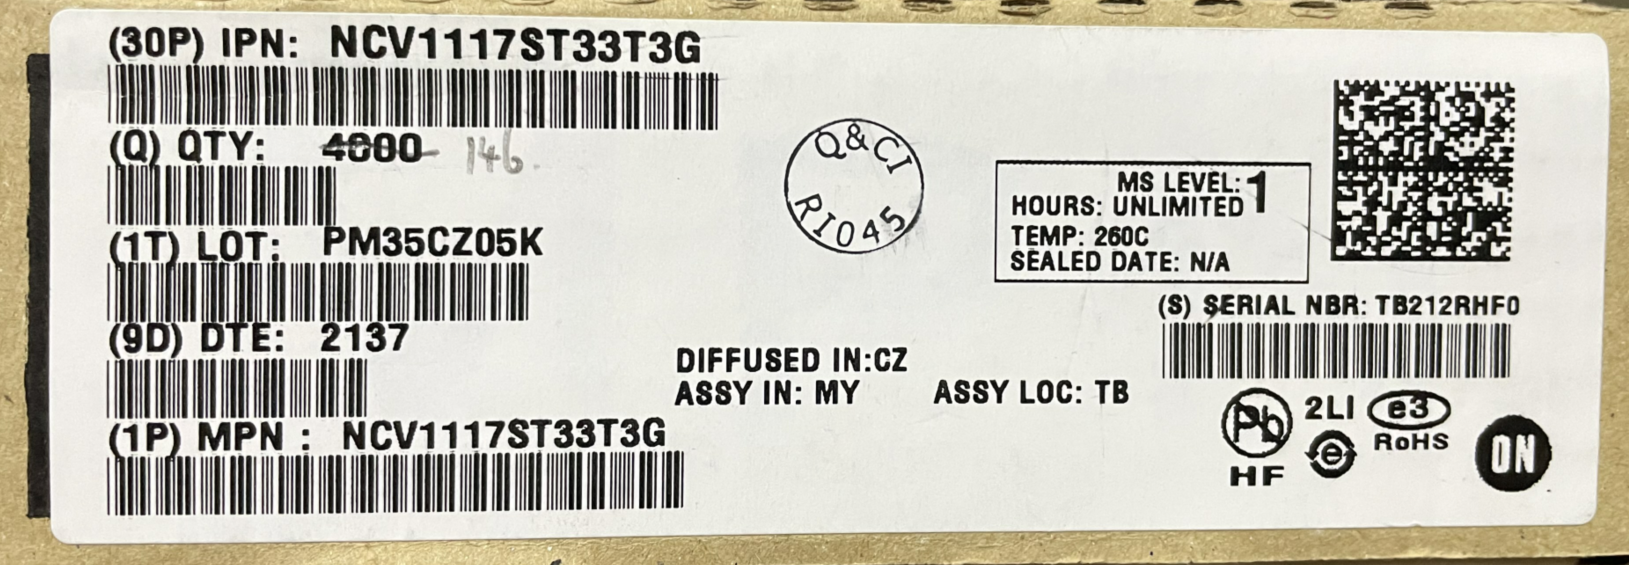 (30P) IPN: NCV1117ST33T3G
(Q) QTY: 4000 146.
(1T) LOT: PM35CZ05K
(9D) DTE: 2137
(1P) MPN : NCV1117ST33T3G
Q&CI
RI045
DIFFUSED IN:CZ
ASSY IN: MY ASSY LOC: TB
MS LEVEL: 1
HOURS: UNLIMITED
TEMP: 260C
SEALED DATE: N/A
(S) SERIAL NBR: TB212RHF0
Pb 2LI e3
e RoHS
HF
ON